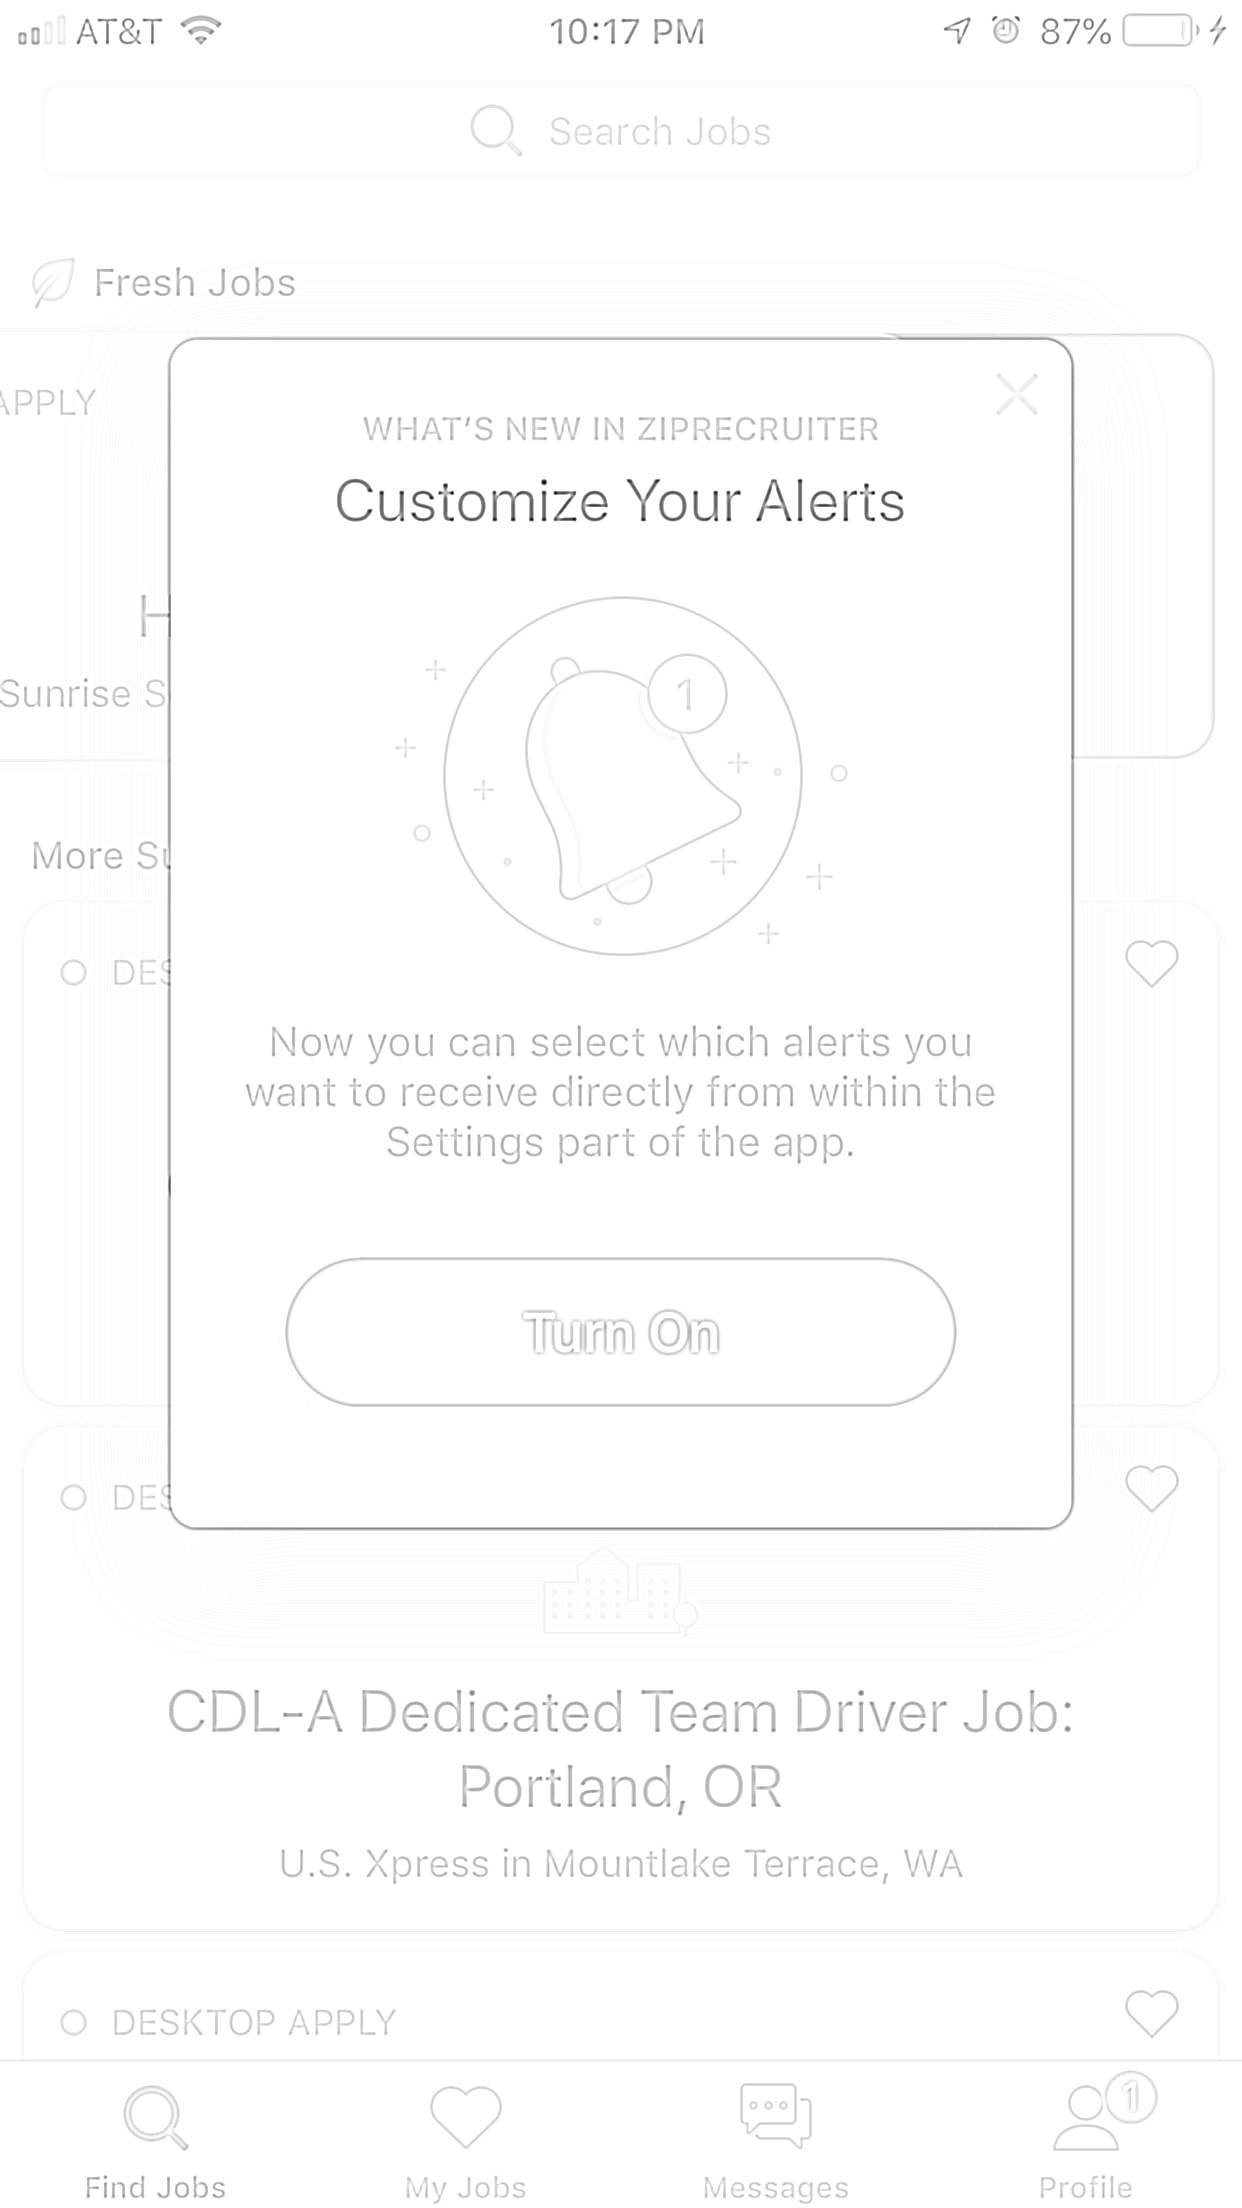 AT&T 10:17 PM 87%
Search Jobs
Fresh Jobs
APPLY
WHAT'S NEW IN ZIPRECRUITER
Customize Your Alerts
1
H
Sunrise S
More Su
DES
Now you can select which alerts you
want to receive directly from within the
Settings part of the app.
Turn On
DES
CDL-A Dedicated Team Driver Job:
Portland, OR
U.S. Xpress in Mountlake Terrace, WA
DESKTOP APPLY
1
Find Jobs My Jobs Messages Profile